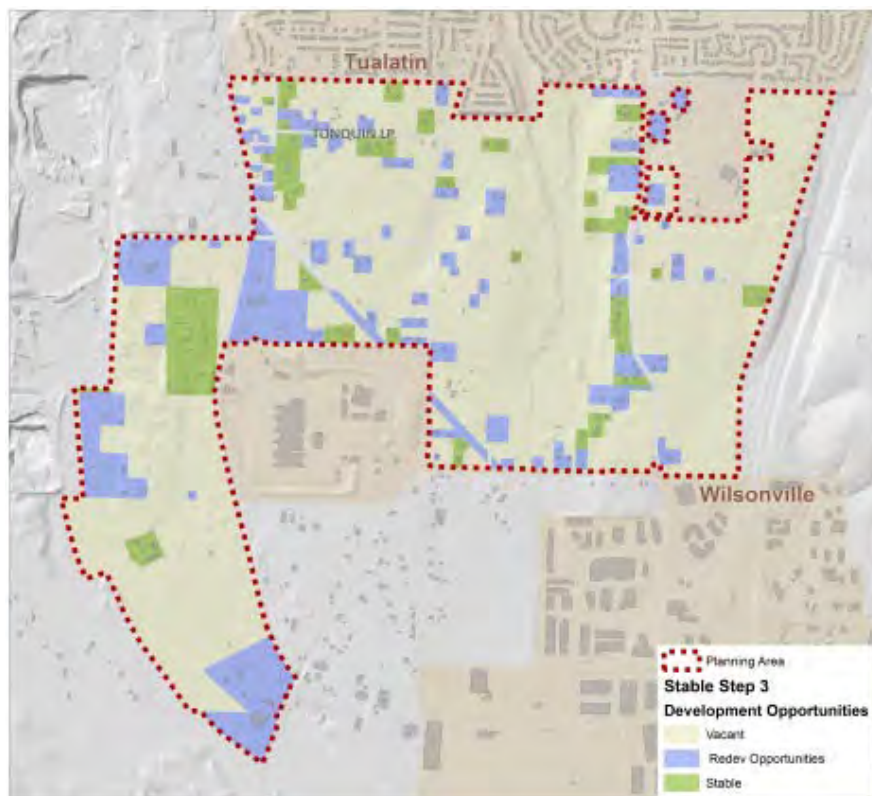 Tualatin
TONQUIN LP
Wilsonville
Planning Area
Stable Step 3
Development Opportunities
Vacant
Redev Opportunities
Stable